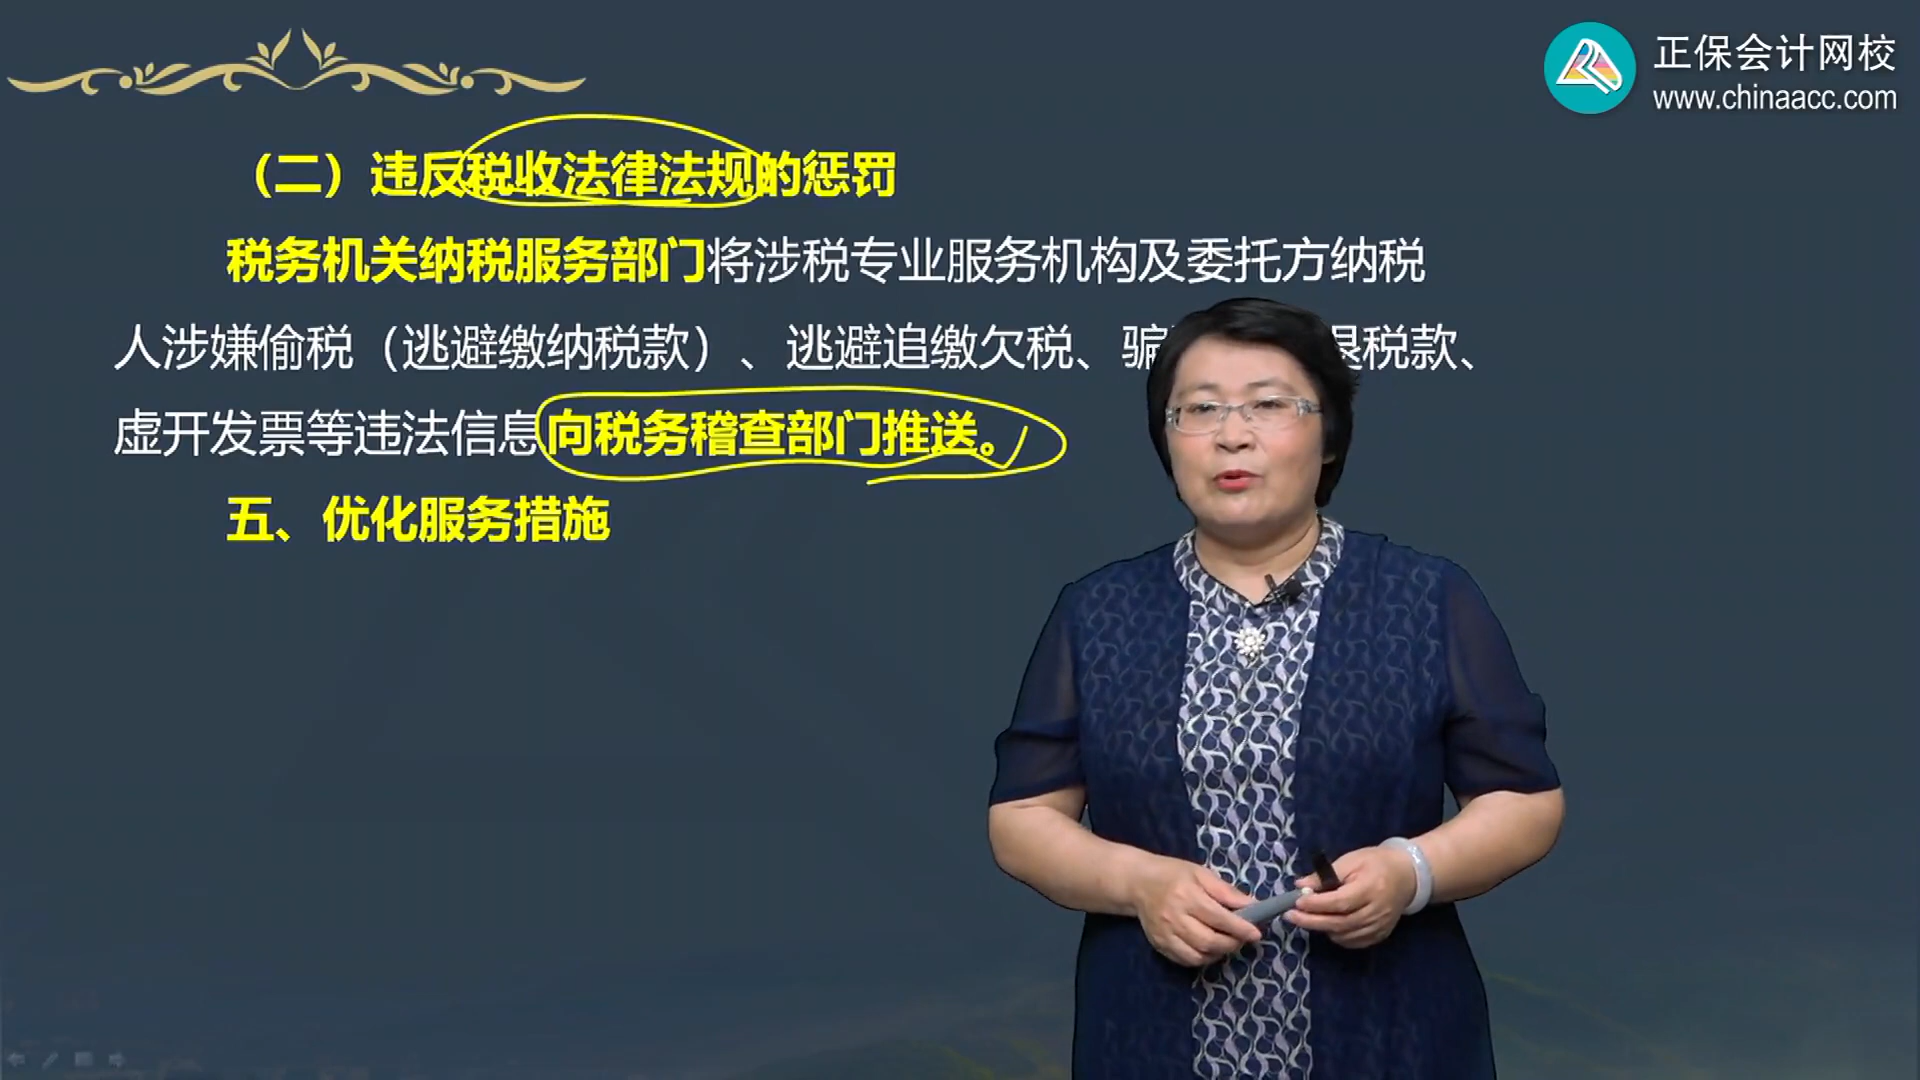 正保会计网校
www.chinaacc.com
（二）违反税收法律法规的惩罚
税务机关纳税服务部门将涉税专业服务机构及委托方纳税
人涉嫌偷税（逃避缴纳税款）、逃避追缴欠税、骗 退税款、
虚开发票等违法信息向税务稽查部门推送。
五、优化服务措施